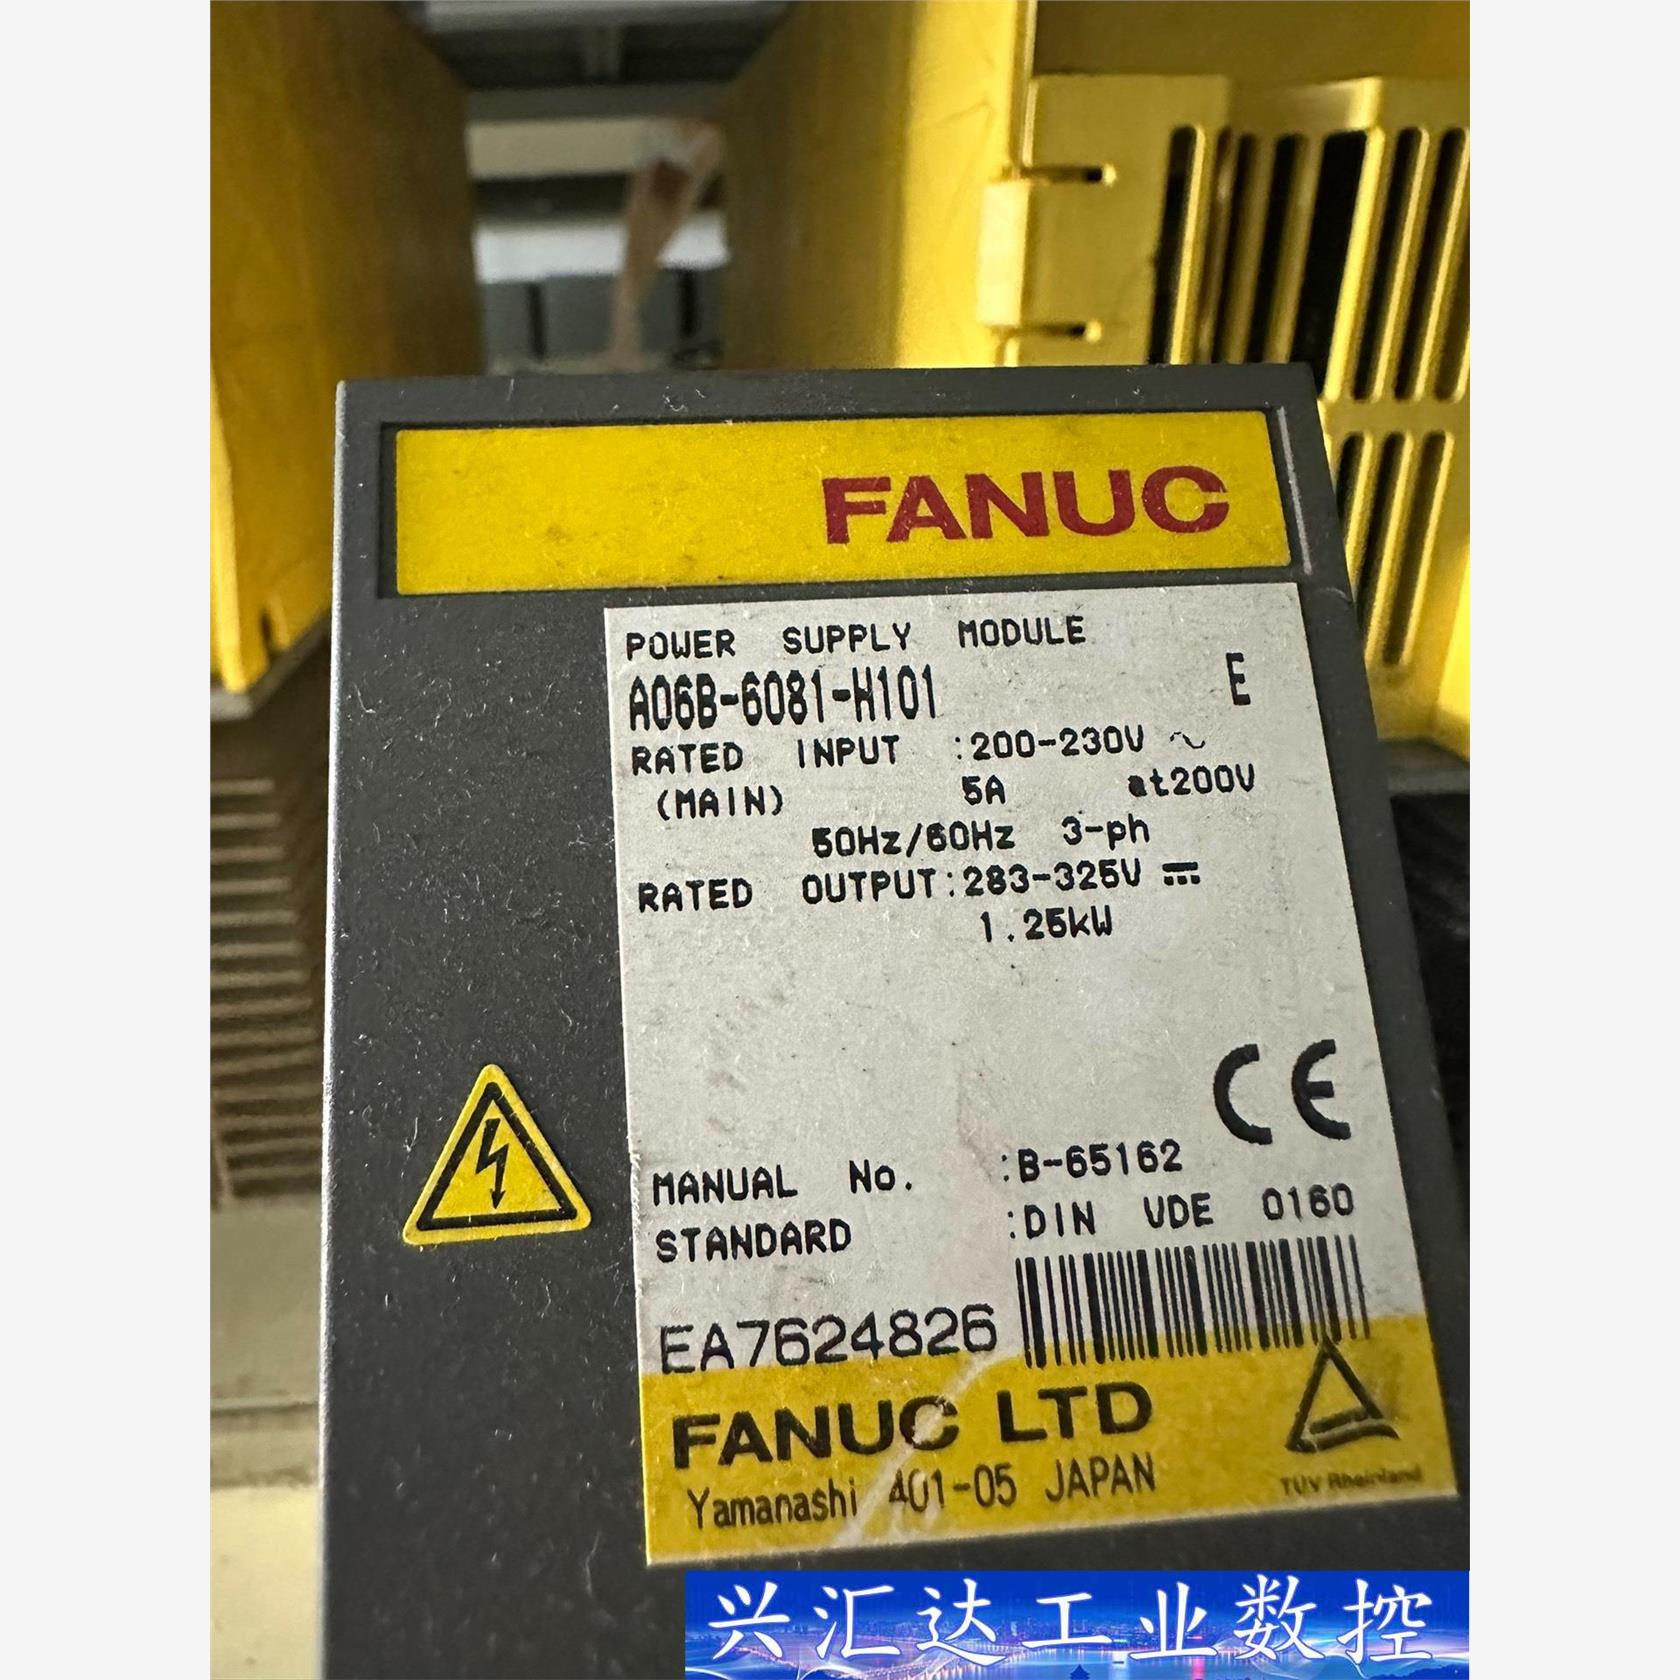 FANUC
POWER SUPPLY MODULE
A06B-6081-H101 E
RATED INPUT :200-230V ~
(MAIN) 5A at200V
50Hz/60Hz 3-ph
RATED OUTPUT:283-325V ⎓
1.25kW
CE
MANUAL No. :B-65162
STANDARD :DIN VDE 0160
EA7624826
FANUC LTD
Yamanashi 401-05 JAPAN
TÜV Rheinland
兴汇达工业数控